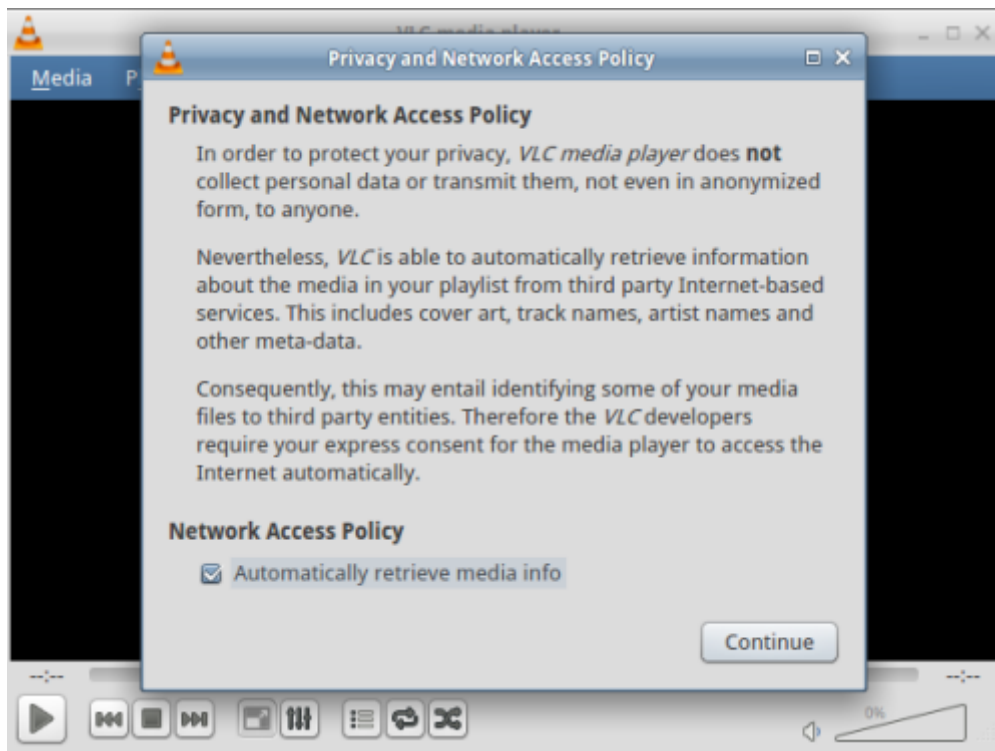 VLC media player
Privacy and Network Access Policy
Media P
Privacy and Network Access Policy
In order to protect your privacy, VLC media player does not
collect personal data or transmit them, not even in anonymized
form, to anyone.
Nevertheless, VLC is able to automatically retrieve information
about the media in your playlist from third party Internet-based
services. This includes cover art, track names, artist names and
other meta-data.
Consequently, this may entail identifying some of your media
files to third party entities. Therefore the VLC developers
require your express consent for the media player to access the
Internet automatically.
Network Access Policy
Automatically retrieve media info
Continue
--:-- --:--
0%